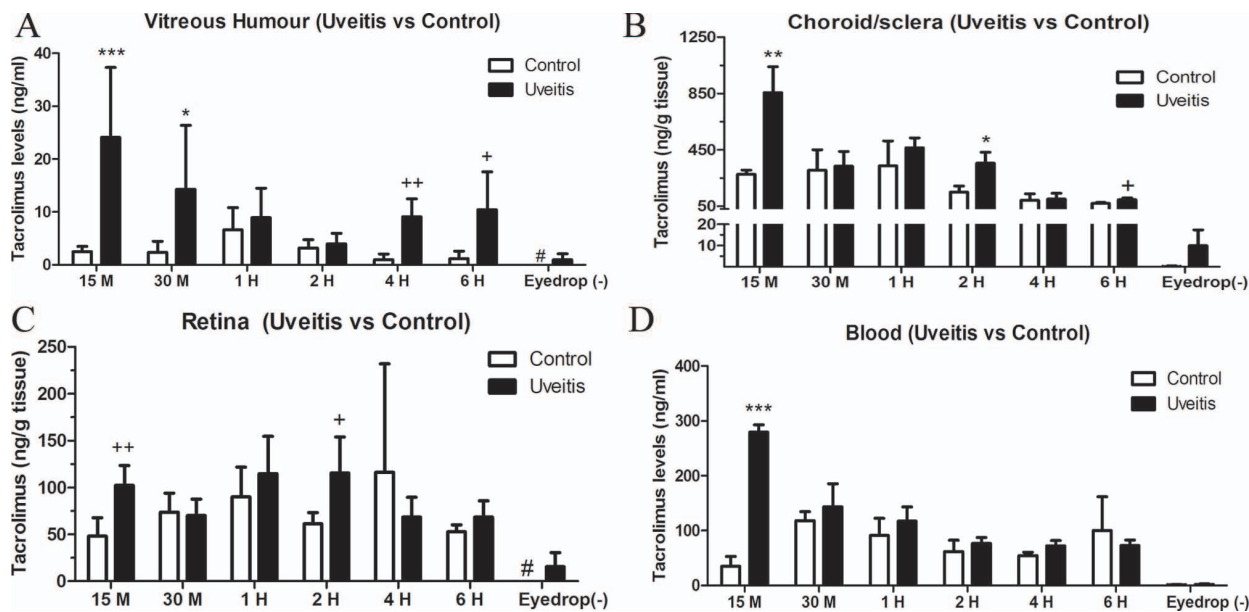 A
Vitreous Humour (Uveitis vs Control)
Tacrolimus levels (ng/ml)
40
30
20
10
0
***
*
++
+
#
Control
Uveitis
15 M 30 M 1 H 2 H 4 H 6 H Eyedrop (-)
B
Choroid/sclera (Uveitis vs Control)
Tacrolimus (ng/g tissue)
1250
850
450
50
20
10
**
*
+
Control
Uveitis
15 M 30 M 1 H 2 H 4 H 6 H Eyedrop(-)
C
Retina (Uveitis vs Control)
Tacrolimus (ng/g tissue)
250
200
150
100
50
0
++
+
#
Control
Uveitis
15 M 30 M 1 H 2 H 4 H 6 H Eyedrop(-)
D
Blood (Uveitis vs Control)
Tacrolimus levels (ng/ml)
400
300
200
100
0
***
Control
Uveitis
15 M 30 M 1 H 2 H 4 H 6 H Eyedrop (-)